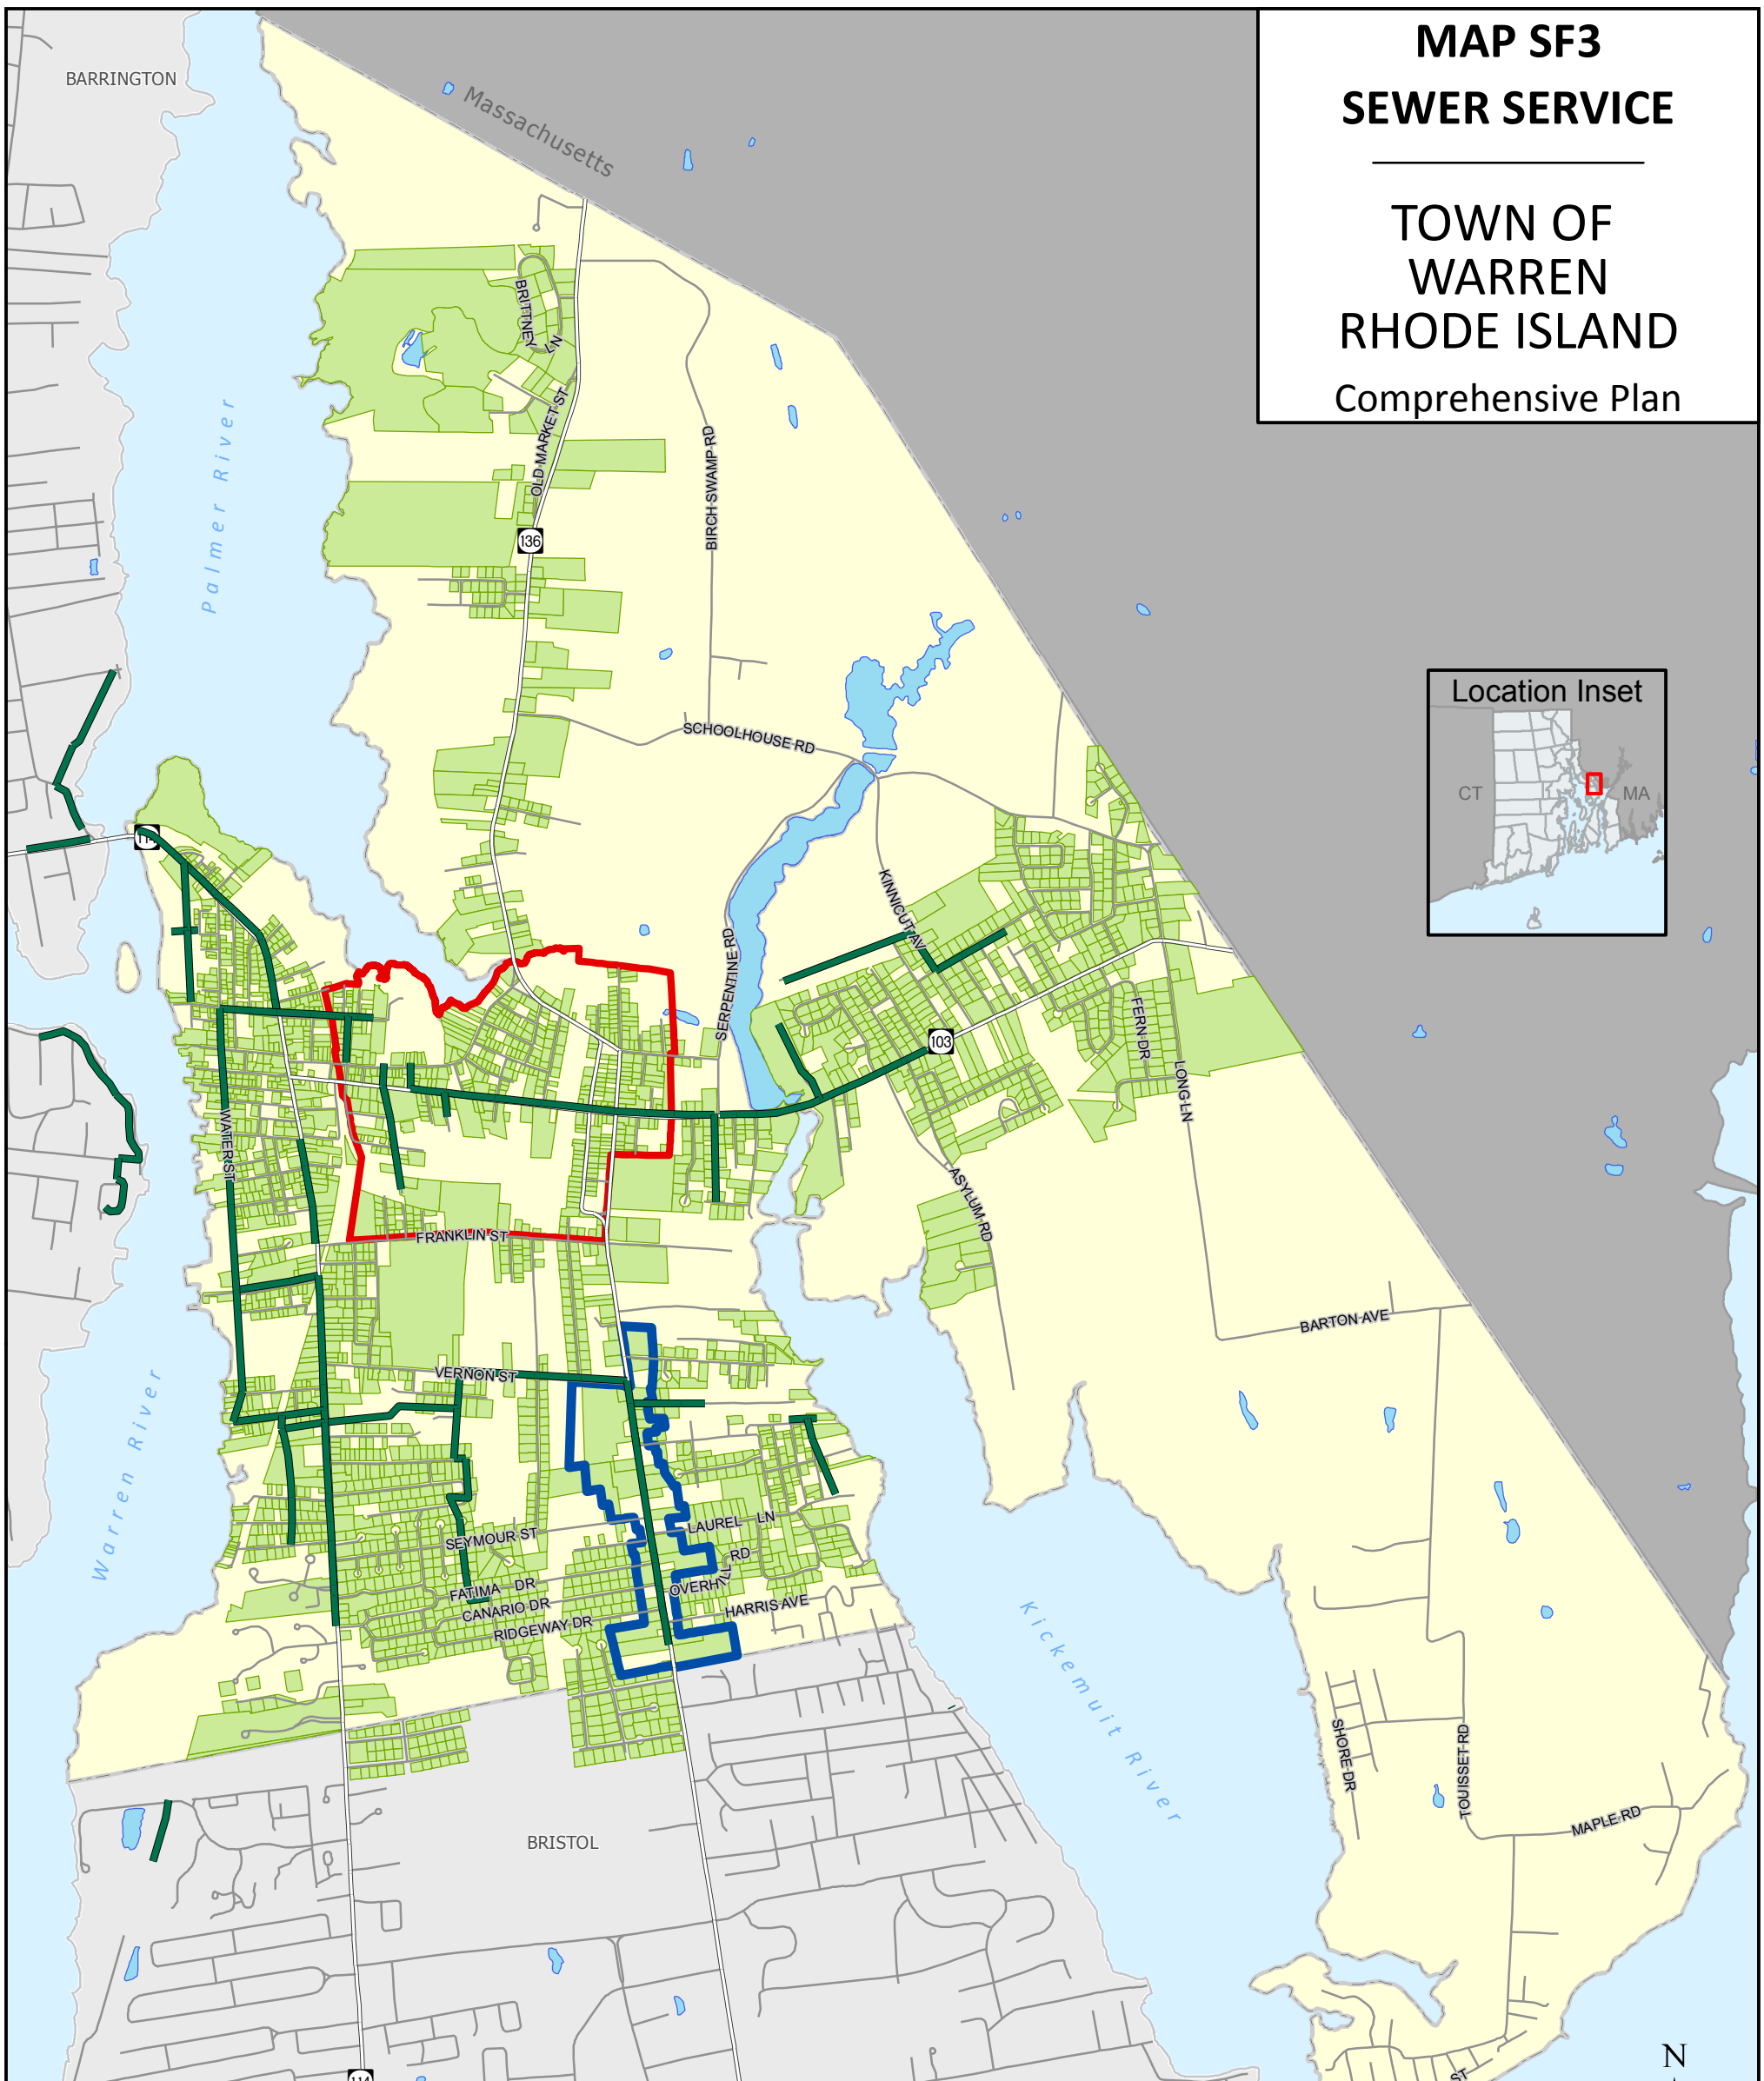 MAP SF3
SEWER SERVICE
TOWN OF
WARREN
RHODE ISLAND
Comprehensive Plan
BARRINGTON
Massachusetts
BRITTNEY LN
OLD MARKET ST
Palmer River
BIRCH SWAMP RD
136
Location Inset
CT
MA
SCHOOLHOUSE RD
KINNICUT AV
SERPENTINE RD
103
FERN DR
LONG LN
WATER ST
ASYLUM RD
FRANKLIN ST
BARTON AVE
VERNON ST
Warren River
LAUREL LN
SEYMOUR ST
OVERHILL RD
FATIMA DR
CANARIO DR
HARRIS AVE
RIDGEWAY DR
Kickemuit River
SHORE DR
TOUISSET RD
MAPLE RD
BRISTOL
N
ST
114